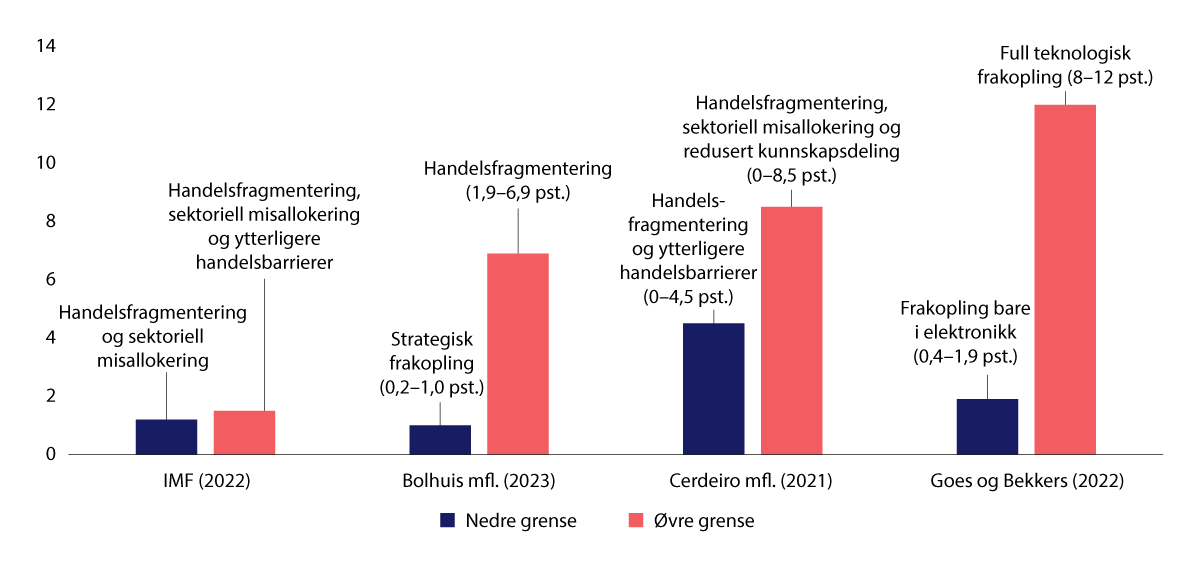 14
12
10
8
6
4
2
0
Handelsfragmentering
og sektoriell
misallokering
Handelsfragmentering,
sektoriell misallokering
og ytterligere
handelsbarrierer
Strategisk
frakopling
(0,2–1,0 pst.)
Handelsfragmentering
(1,9–6,9 pst.)
Handels-
fragmentering
og ytterligere
handelsbarrierer
(0–4,5 pst.)
Handelsfragmentering,
sektoriell misallokering og
redusert kunnskapsdeling
(0–8,5 pst.)
Frakopling bare
i elektronikk
(0,4–1,9 pst.)
Full teknologisk
frakopling (8–12 pst.)
IMF (2022)
Bolhuis mfl. (2023)
Cerdeiro mfl. (2021)
Goes og Bekkers (2022)
Nedre grense
Øvre grense